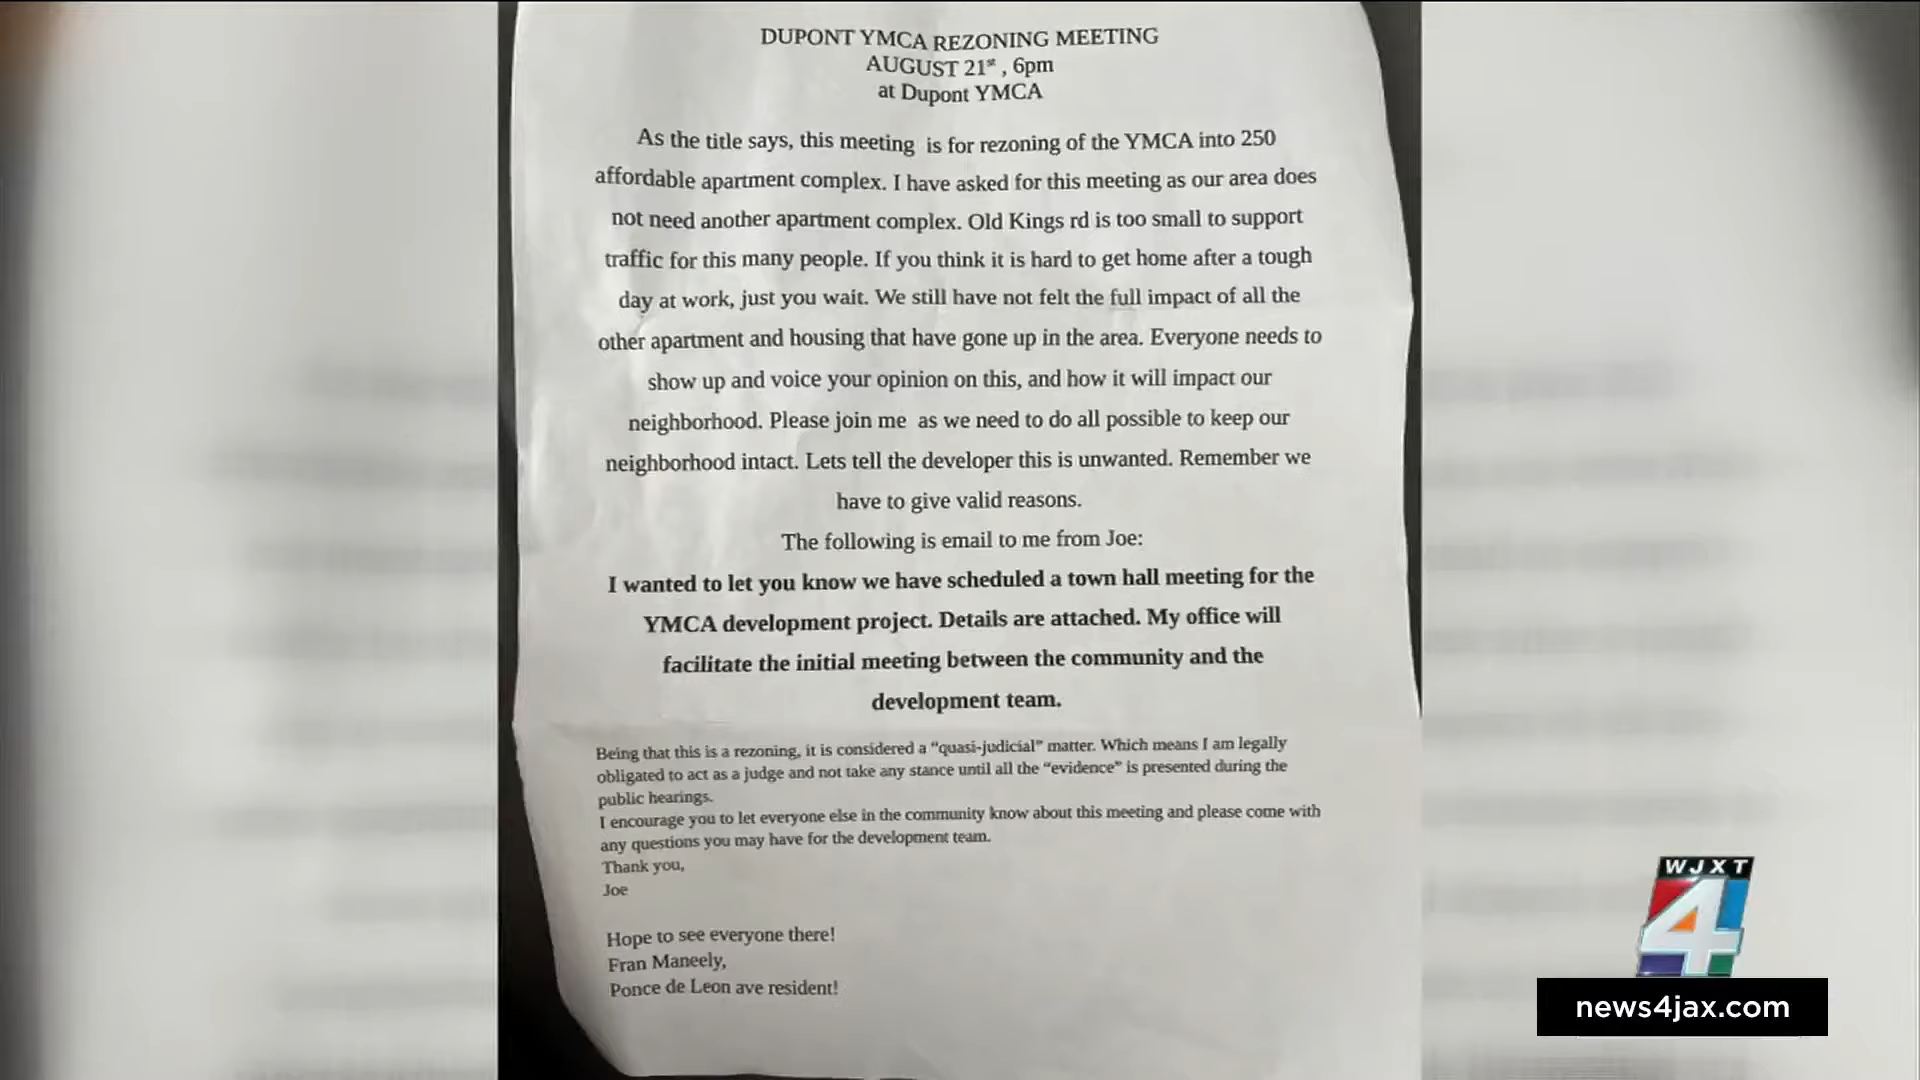 DUPONT YMCA REZONING MEETING
AUGUST 21st , 6pm
at Dupont YMCA
As the title says, this meeting is for rezoning of the YMCA into 250
affordable apartment complex. I have asked for this meeting as our area does
not need another apartment complex. Old Kings rd is too small to support
traffic for this many people. If you think it is hard to get home after a tough
day at work, just you wait. We still have not felt the full impact of all the
other apartment and housing that have gone up in the area. Everyone needs to
show up and voice your opinion on this, and how it will impact our
neighborhood. Please join me as we need to do all possible to keep our
neighborhood intact. Lets tell the developer this is unwanted. Remember we
have to give valid reasons.
The following is email to me from Joe:
I wanted to let you know we have scheduled a town hall meeting for the
YMCA development project. Details are attached. My office will
facilitate the initial meeting between the community and the
development team.
Being that this is a rezoning, it is considered a “quasi-judicial” matter. Which means I am legally
obligated to act as a judge and not take any stance until all the “evidence” is presented during the
public hearings.
I encourage you to let everyone else in the community know about this meeting and please come with
any questions you may have for the development team.
Thank you,
Joe
Hope to see everyone there!
Fran Maneely,
Ponce de Leon ave resident!
WJXT
4
news4jax.com